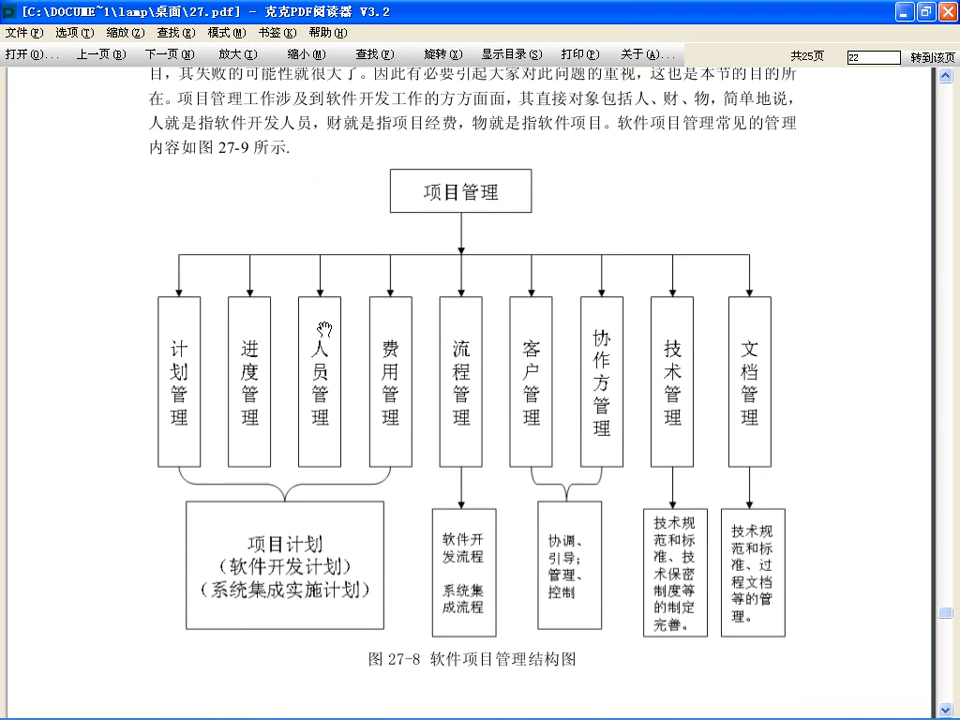 [C:\DOCUME~1\lamp\桌面\27.pdf] - 克克PDF阅读器 V3.2
文件(F) 选项(T) 缩放(Z) 查找(K) 模式(M) 书签(K) 帮助(H)
打开(O)... 上一页(B) 下一页(N) 放大(I) 缩小(M) 查找(F) 旋转(X) 显示目录(S) 打印(P) 关于(A)... 共25页 22 转到该页
目，其失败的可能性就很大了。因此有必要引起大家对此问题的重视，这也是本节的目的所
在。项目管理工作涉及到软件开发工作的方方面面，其直接对象包括人、财、物，简单地说，
人就是指软件开发人员，财就是指项目经费，物就是指软件项目。软件项目管理常见的管理
内容如图 27-9 所示.
项目管理
计划管理
进度管理
人员管理
费用管理
流程管理
客户管理
协作方管理
技术管理
文档管理
项目计划
（软件开发计划）
（系统集成实施计划）
软件开
发流程
系统集
成流程
协调、
引导；
管理、
控制
技术规
范和标
准、技
术保密
制度等
的制定
完善。
技术规
范和标
准、过
程文档
等的管
理。
图 27-8 软件项目管理结构图